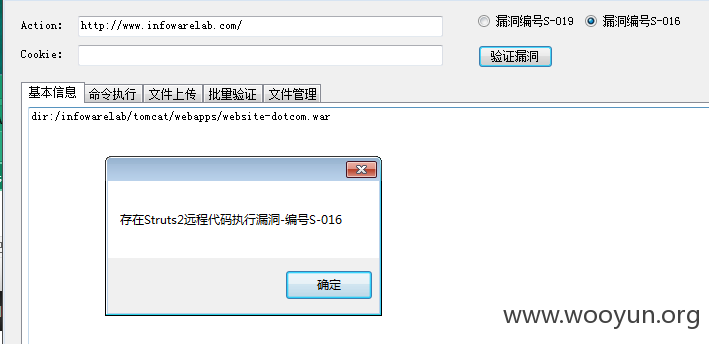 Action: http://www.infowarelab.com/ 漏洞编号S-019 漏洞编号S-016
Cookie: 验证漏洞
基本信息 命令执行 文件上传 批量验证 文件管理
dir:/infowarelab/tomcat/webapps/website-dotcom.war
存在Struts2远程代码执行漏洞-编号S-016
确定
www.wooyun.org